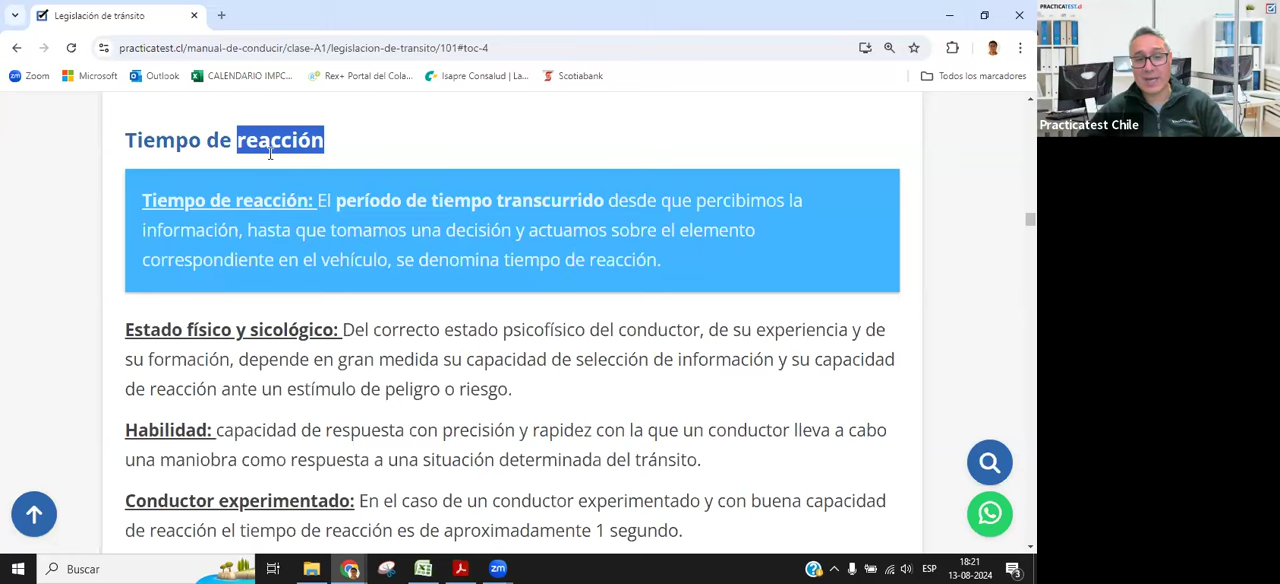 Legislación de tránsito
practicatest.cl/manual-de-conducir/clase-A1/legislacion-de-transito/101#toc-4
Zoom
Microsoft
Outlook
CALENDARIO IMPC...
Rex+ Portal del Cola...
Isapre Consalud | La...
Scotiabank
Todos los marcadores
PRACTICATEST.cl
Practicatest Chile
Tiempo de reacción
Tiempo de reacción: El período de tiempo transcurrido desde que percibimos la
información, hasta que tomamos una decisión y actuamos sobre el elemento
correspondiente en el vehículo, se denomina tiempo de reacción.
Estado físico y sicológico: Del correcto estado psicofísico del conductor, de su experiencia y de
su formación, depende en gran medida su capacidad de selección de información y su capacidad
de reacción ante un estímulo de peligro o riesgo.
Habilidad: capacidad de respuesta con precisión y rapidez con la que un conductor lleva a cabo
una maniobra como respuesta a una situación determinada del tránsito.
Conductor experimentado: En el caso de un conductor experimentado y con buena capacidad
de reacción el tiempo de reacción es de aproximadamente 1 segundo.
Buscar
ESP
18:21
13-08-2024
3